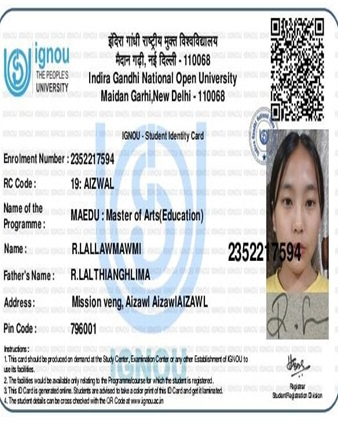 ignou
THE PEOPLE'S
UNIVERSITY
इंदिरा गांधी राष्ट्रीय मुक्त विश्वविद्यालय
मैदान गढ़ी, नई दिल्ली - 110068
Indira Gandhi National Open University
Maidan Garhi,New Delhi - 110068
IGNOU - Student Identity Card
Enrolment Number : 2352217594
RC Code : 19: AIZWAL
Name of the Programme : MAEDU : Master of Arts(Education)
Name : R.LALLAWMAWMI
2352217594
Father's Name : R.LALTHIANGHLIMA
Address : Mission veng, Aizawl AizawlAIZAWL
Pin Code : 796001
Instructions :
1. This card should be produced on demand at the Study Center, Examination Center or any other Establishment of IGNOU to
use its facilities.
2. The facilities would be available only relating to the Programme/course for which the student is registered.
3. This ID Card is generated online. Students are advised to take a color print of this ID Card and get it laminated.
4. The student details can be cross checked with the QR Code at www.ignou.ac.in
Registrar
Student Registration Division